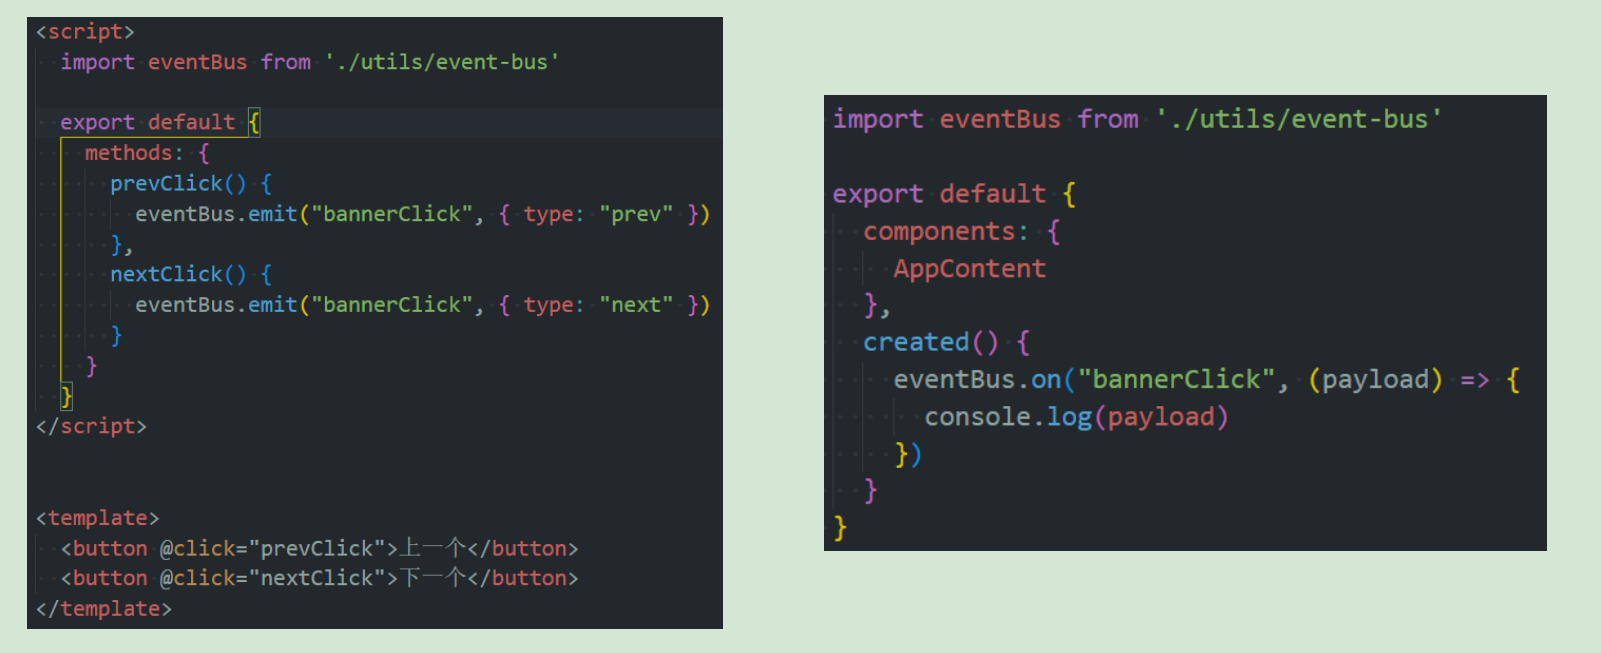 <script>
import eventBus from './utils/event-bus'
export default {
methods: {
prevClick() {
eventBus.emit("bannerClick", { type: "prev" })
},
nextClick() {
eventBus.emit("bannerClick", { type: "next" })
}
}
}
</script>
<template>
<button @click="prevClick">上一个</button>
<button @click="nextClick">下一个</button>
</template>
import eventBus from './utils/event-bus'
export default {
components: {
AppContent
},
created() {
eventBus.on("bannerClick", (payload) => {
console.log(payload)
})
}
}